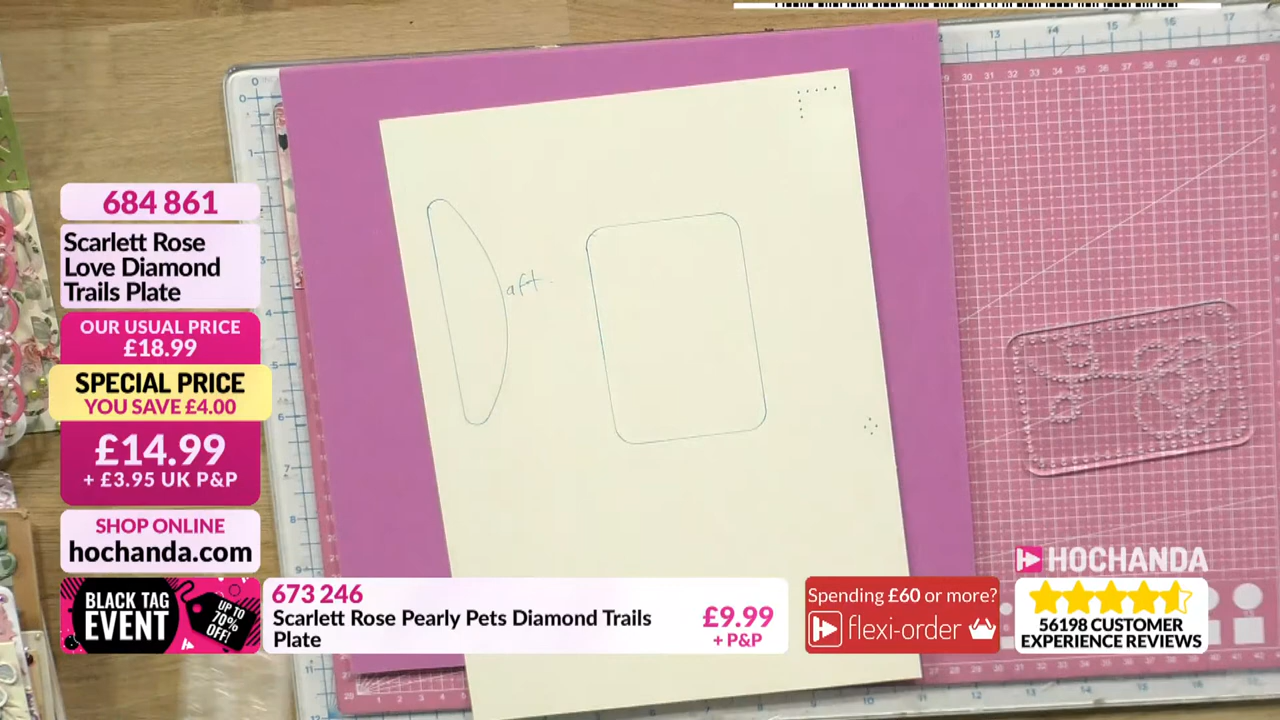 684 861
Scarlett Rose
Love Diamond
Trails Plate
OUR USUAL PRICE
£18.99
SPECIAL PRICE
YOU SAVE £4.00
£14.99
+ £3.95 UK P&P
SHOP ONLINE
hochanda.com
BLACK TAG
EVENT
UP TO
70%
OFF!
673 246
Scarlett Rose Pearly Pets Diamond Trails
Plate
£9.99
+ P&P
Spending £60 or more?
flexi-order
HOCHANDA
56198 CUSTOMER
EXPERIENCE REVIEWS
aft.